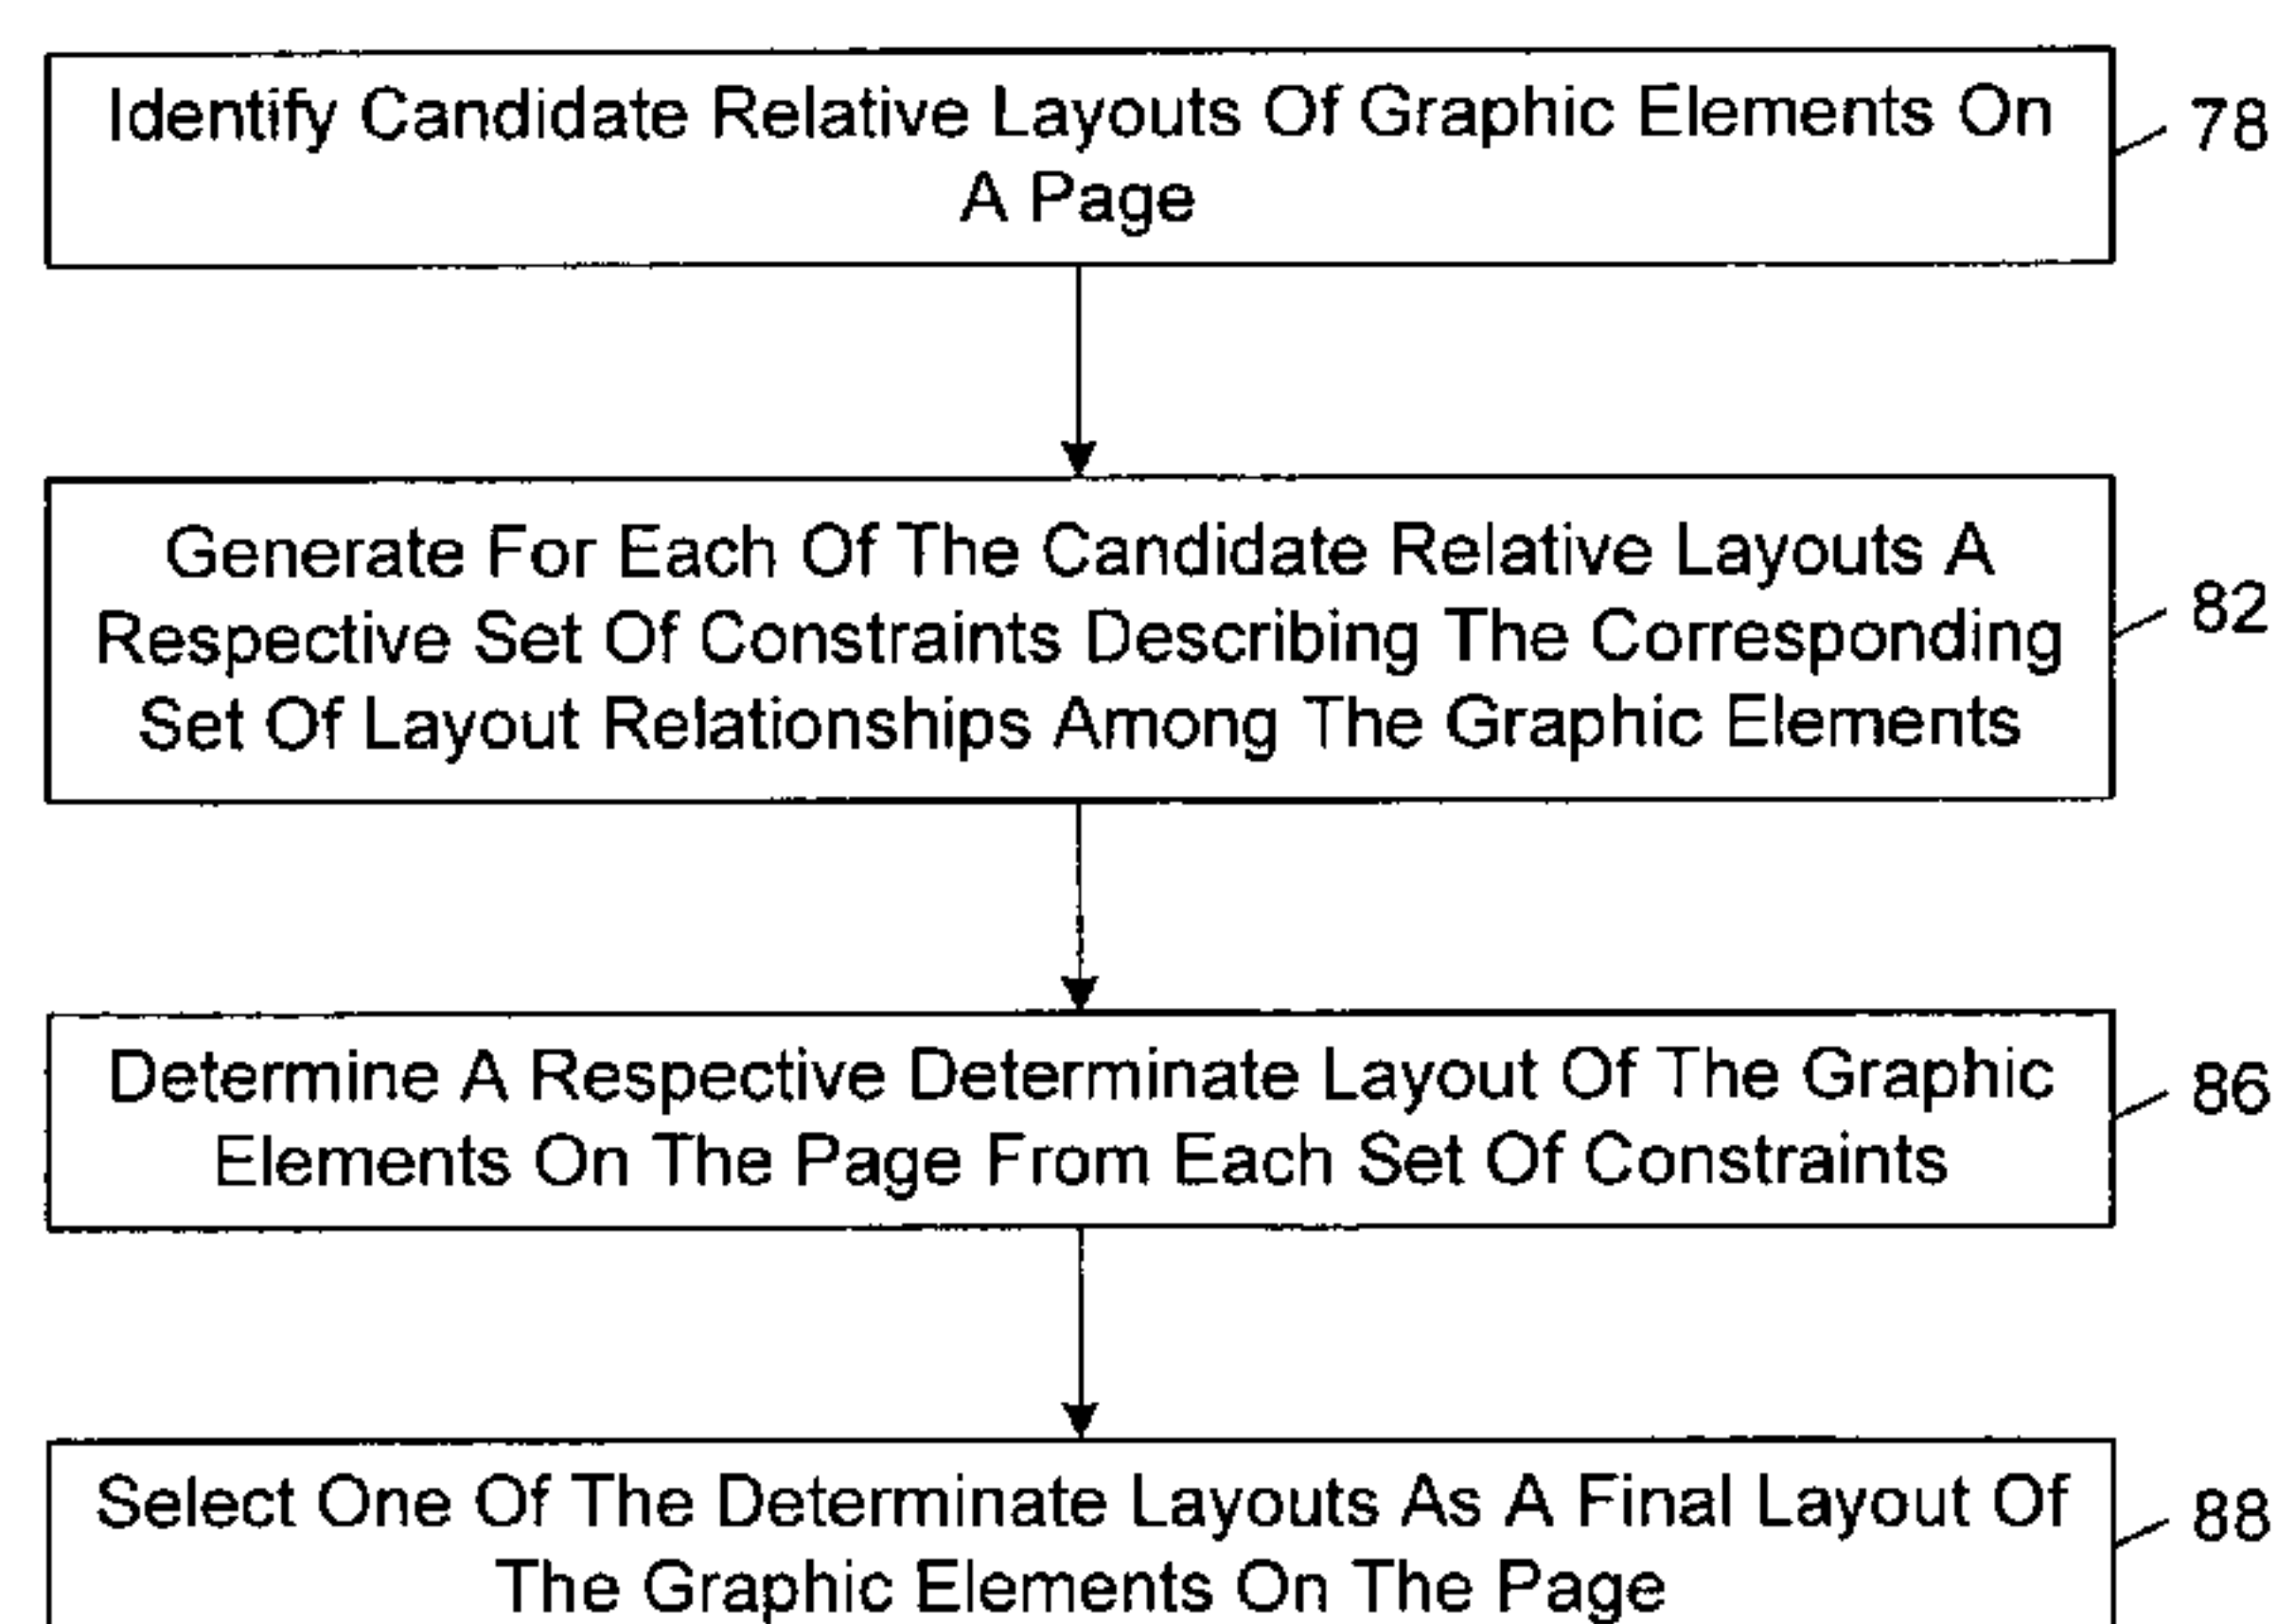 Identify Candidate Relative Layouts Of Graphic Elements On
A Page
78
Generate For Each Of The Candidate Relative Layouts A
Respective Set Of Constraints Describing The Corresponding
Set Of Layout Relationships Among The Graphic Elements
82
Determine A Respective Determinate Layout Of The Graphic
Elements On The Page From Each Set Of Constraints
86
Select One Of The Determinate Layouts As A Final Layout Of
The Graphic Elements On The Page
88